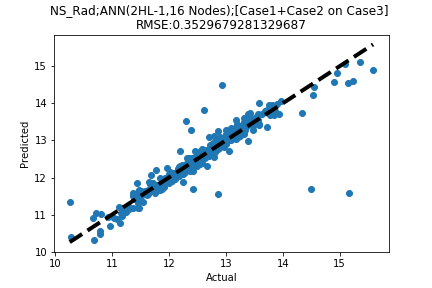 NS_Rad;ANN(2HL-1,16 Nodes);[Case1+Case2 on Case3]
RMSE:0.3529679281329687
15
14
13
12
11
10
Predicted
10 11 12 13 14 15
Actual